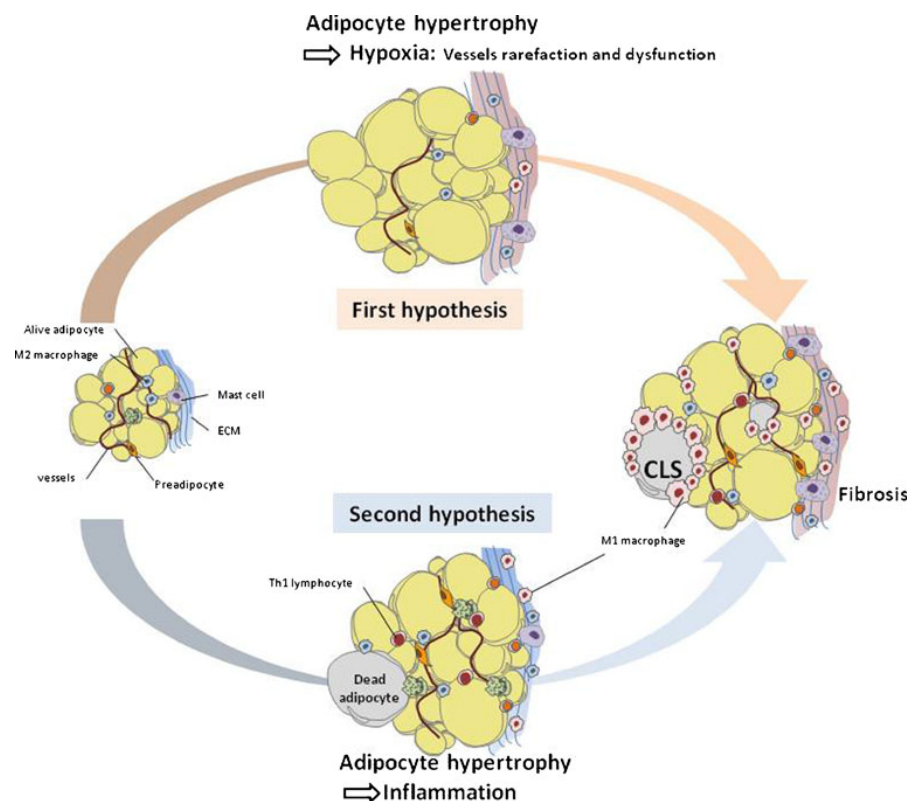 Adipocyte hypertrophy
Hypoxia: Vessels rarefaction and dysfunction
First hypothesis
Alive adipocyte
M2 macrophage
Mast cell
ECM
vessels
Preadipocyte
CLS
Fibrosis
Second hypothesis
M1 macrophage
Th1 lymphocyte
Dead
adipocyte
Adipocyte hypertrophy
Inflammation